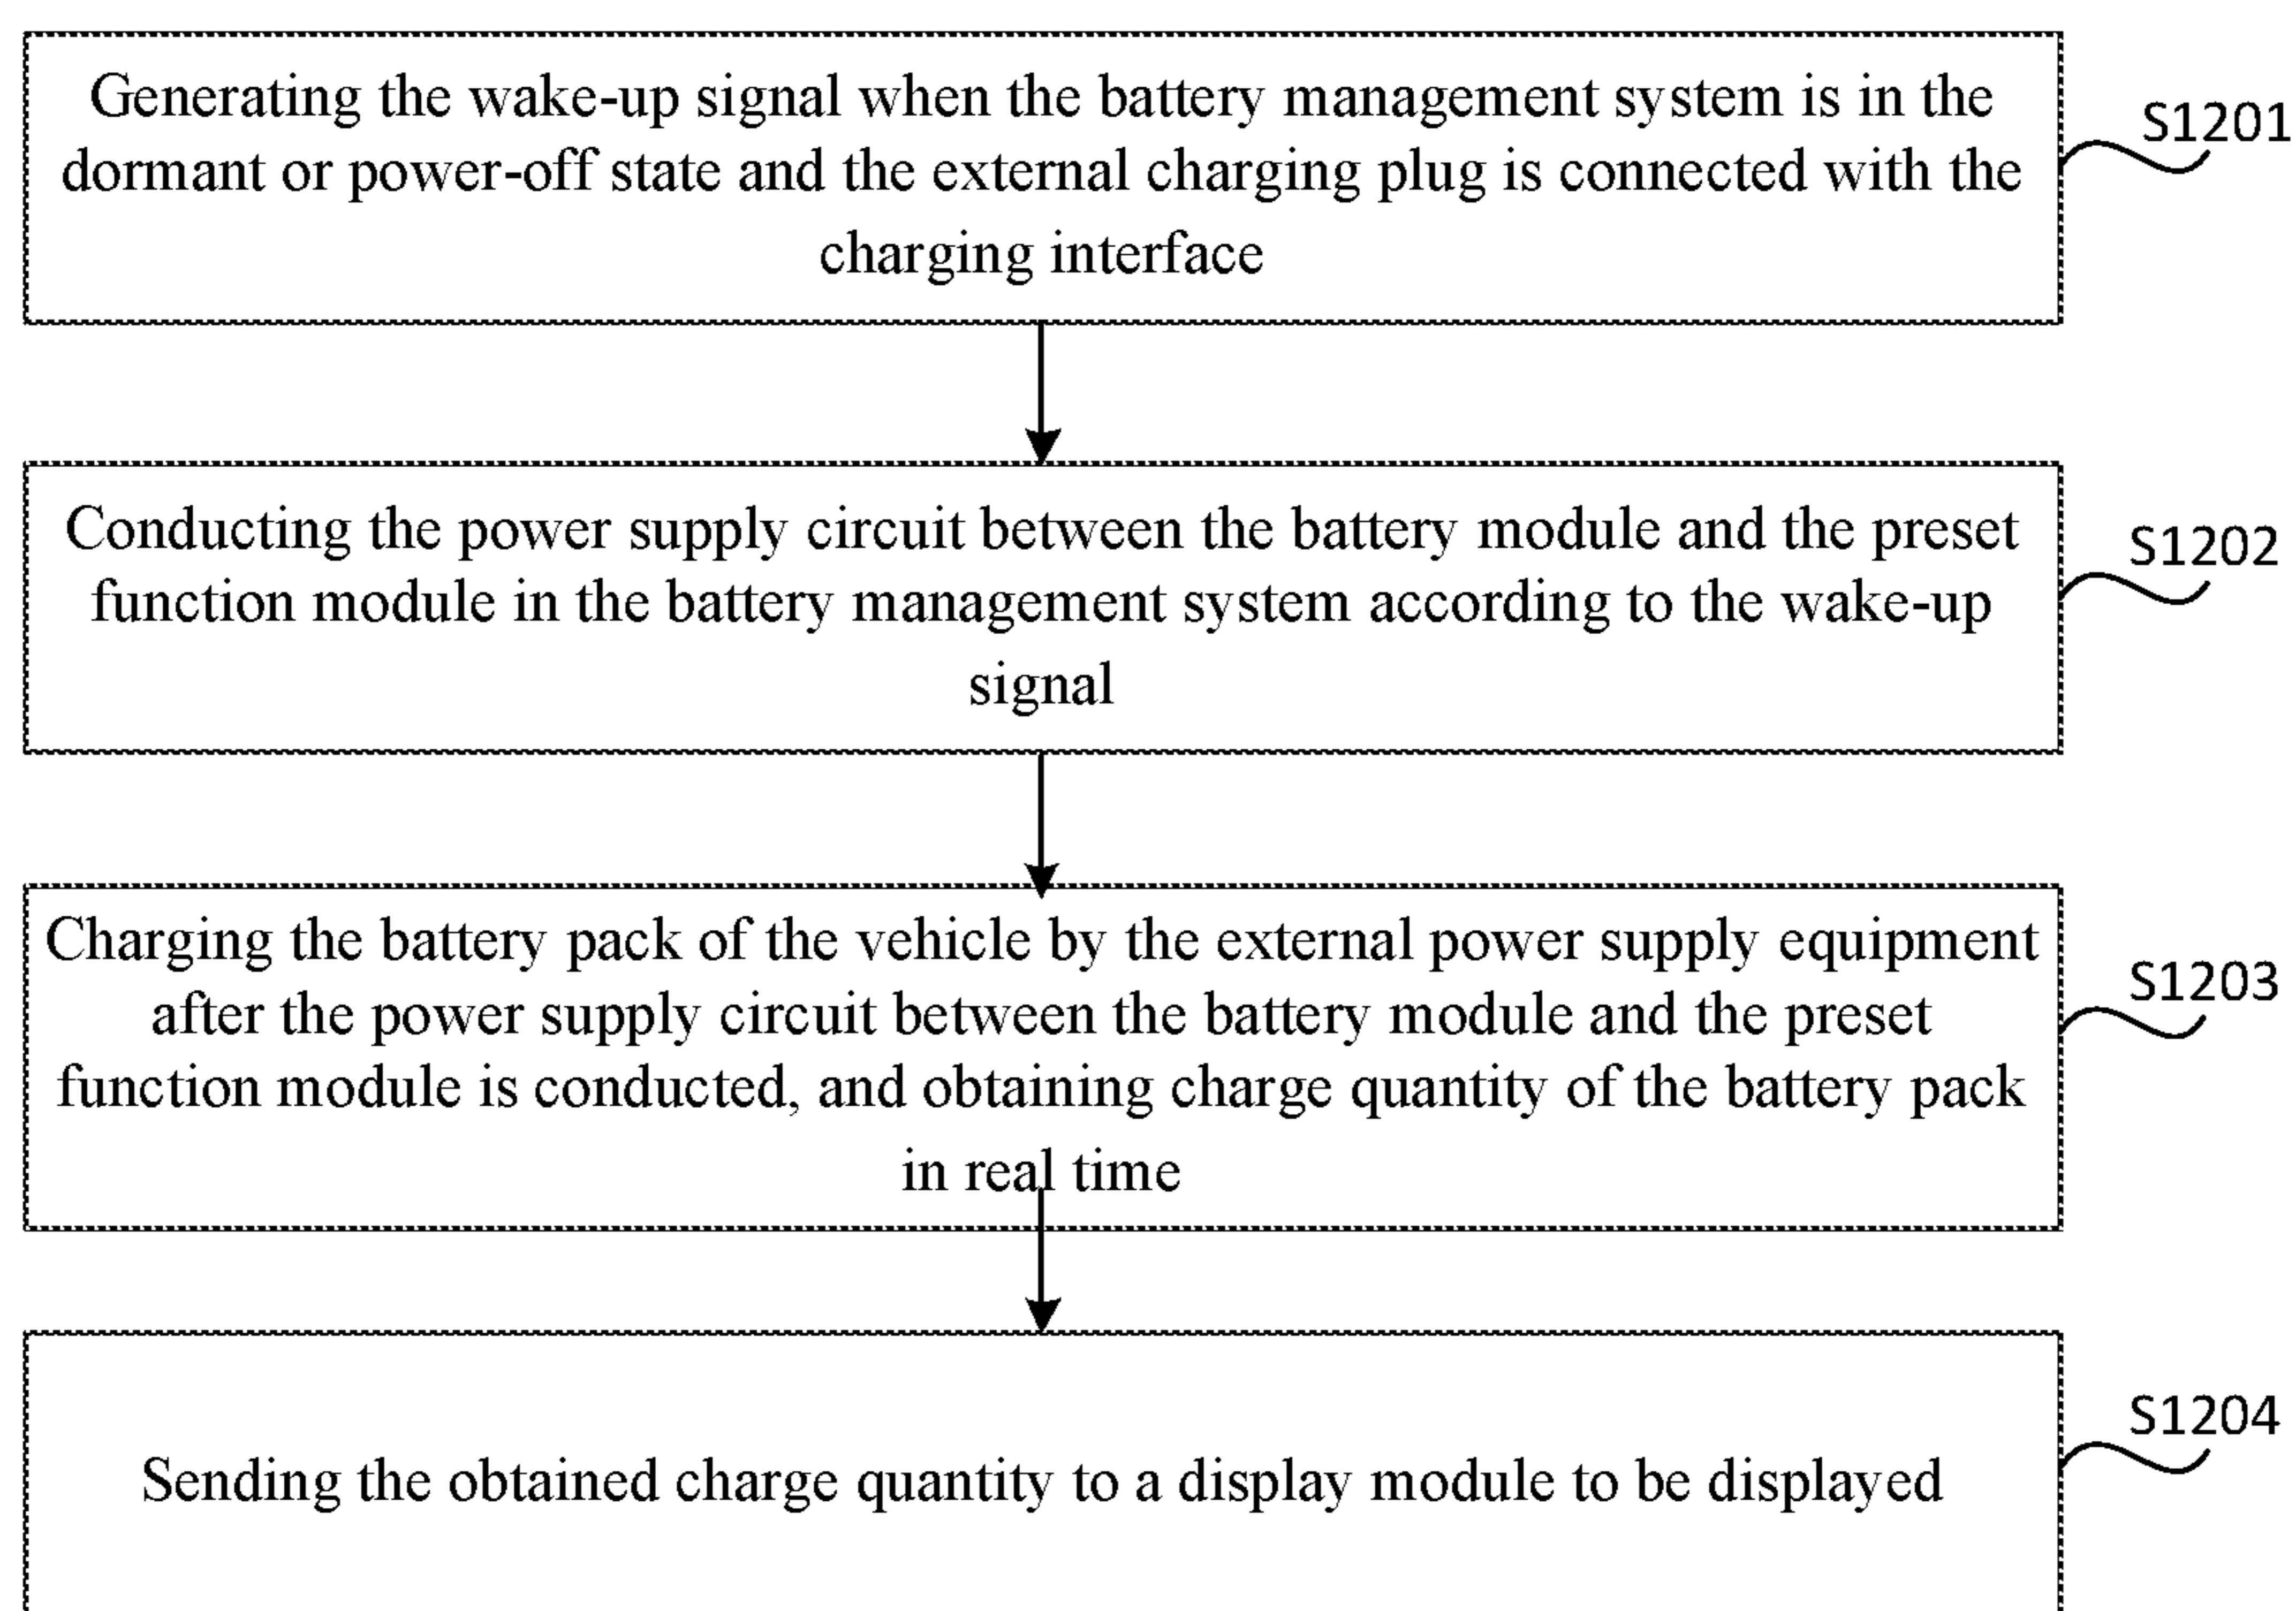 Generating the wake-up signal when the battery management system is in the
dormant or power-off state and the external charging plug is connected with the
charging interface
S1201
Conducting the power supply circuit between the battery module and the preset
function module in the battery management system according to the wake-up
signal
S1202
Charging the battery pack of the vehicle by the external power supply equipment
after the power supply circuit between the battery module and the preset
function module is conducted, and obtaining charge quantity of the battery pack
in real time
S1203
Sending the obtained charge quantity to a display module to be displayed
S1204